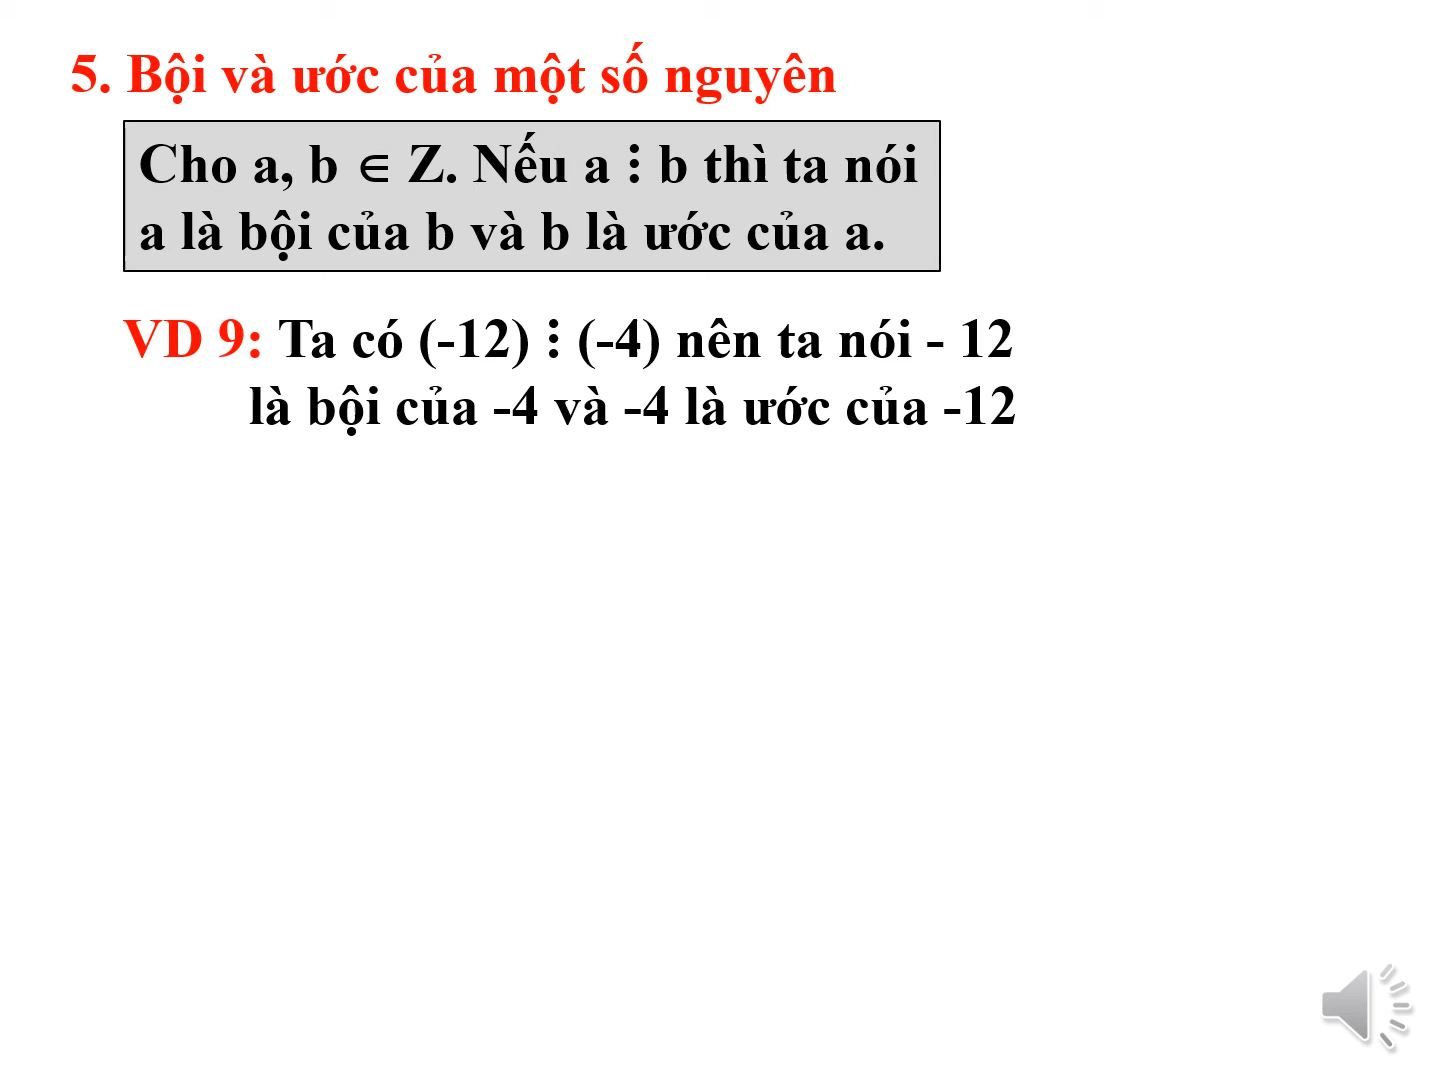 5. Bội và ước của một số nguyên
Cho a, b ∈ Z. Nếu a ⋮ b thì ta nói
a là bội của b và b là ước của a.
VD 9: Ta có (-12) ⋮ (-4) nên ta nói - 12
là bội của -4 và -4 là ước của -12